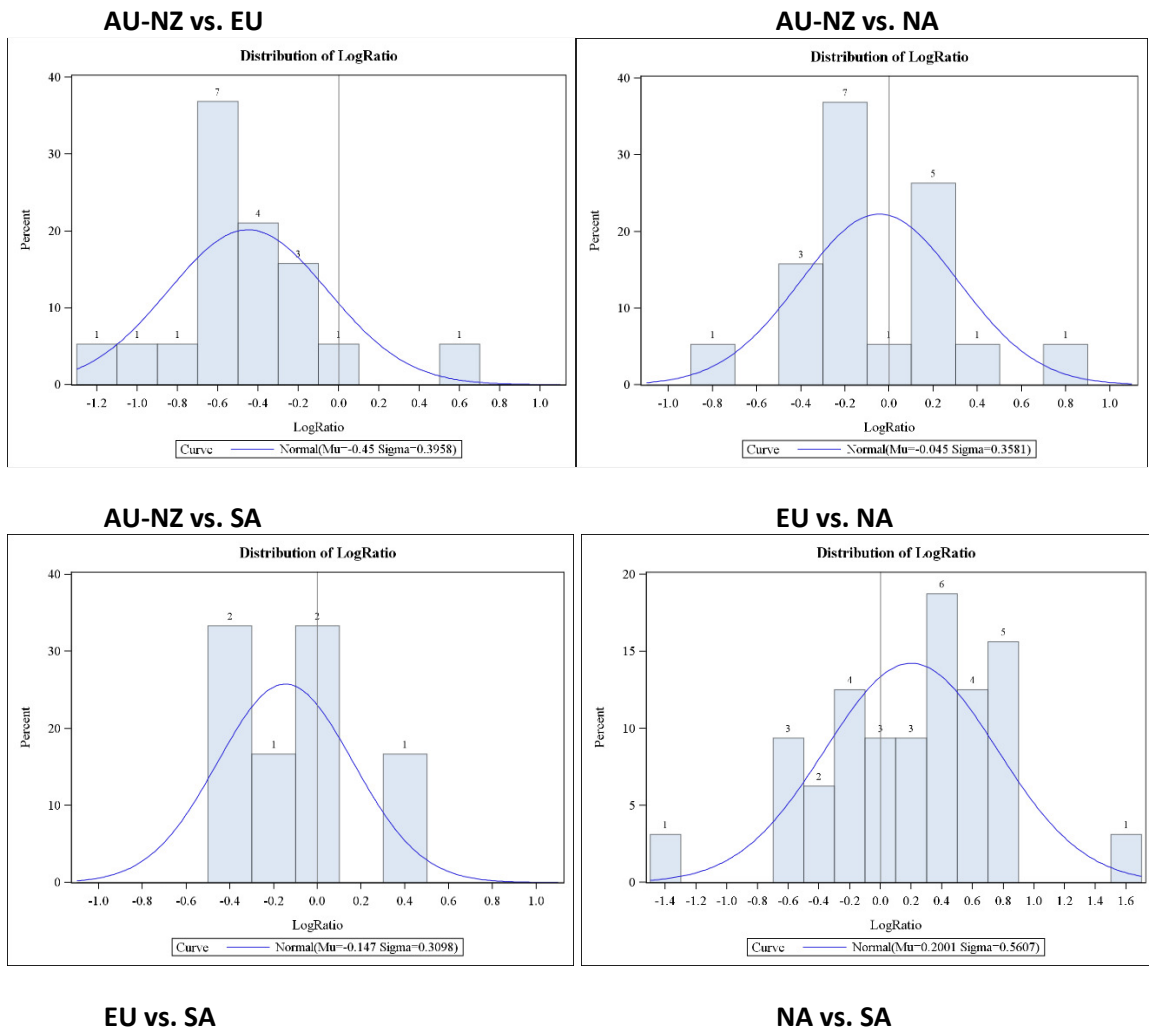 AU-NZ vs. EU
Distribution of LogRatio
40
30
20
10
0
Percent
1
1
1
7
4
3
1
1
-1.2 -1.0 -0.8 -0.6 -0.4 -0.2 0.0 0.2 0.4 0.6 0.8 1.0
LogRatio
Curve Normal(Mu=-0.45 Sigma=0.3958)
AU-NZ vs. NA
Distribution of LogRatio
40
30
20
10
0
Percent
1
3
7
1
5
1
1
-1.0 -0.8 -0.6 -0.4 -0.2 0.0 0.2 0.4 0.6 0.8 1.0
LogRatio
Curve Normal(Mu=-0.045 Sigma=0.3581)
AU-NZ vs. SA
Distribution of LogRatio
40
30
20
10
0
Percent
2
1
2
1
-1.0 -0.8 -0.6 -0.4 -0.2 0.0 0.2 0.4 0.6 0.8 1.0
LogRatio
Curve Normal(Mu=-0.147 Sigma=0.3098)
EU vs. NA
Distribution of LogRatio
20
15
10
5
0
Percent
1
3
2
4
3
3
6
4
5
1
-1.4 -1.2 -1.0 -0.8 -0.6 -0.4 -0.2 0.0 0.2 0.4 0.6 0.8 1.0 1.2 1.4 1.6
LogRatio
Curve Normal(Mu=0.2001 Sigma=0.5607)
EU vs. SA
NA vs. SA